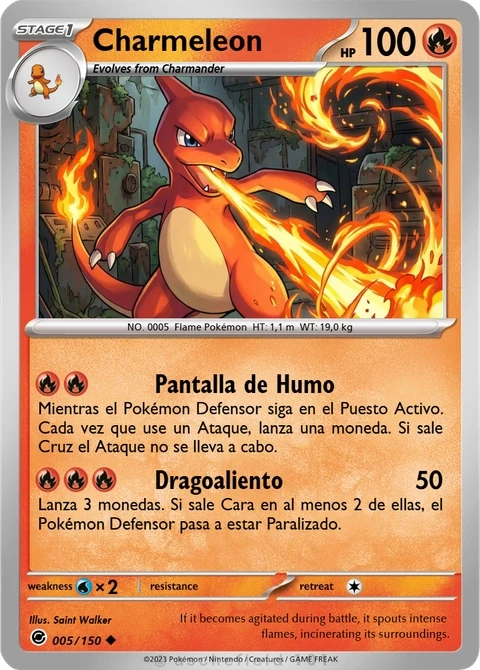 STAGE1
Charmeleon
HP 100
Evolves from Charmander
NO. 0005 Flame Pokémon HT: 1,1 m WT: 19,0 kg
Pantalla de Humo
Mientras el Pokémon Defensor siga en el Puesto Activo.
Cada vez que use un Ataque, lanza una moneda. Si sale
Cruz el Ataque no se lleva a cabo.
Dragoaliento 50
Lanza 3 monedas. Si sale Cara en al menos 2 de ellas, el
Pokémon Defensor pasa a estar Paralizado.
weakness ×2 resistance retreat
Illus. Saint Walker
If it becomes agitated during battle, it spouts intense
005/150
flames, incinerating its surroundings.
©2023 Pokémon / Nintendo / Creatures / GAME FREAK